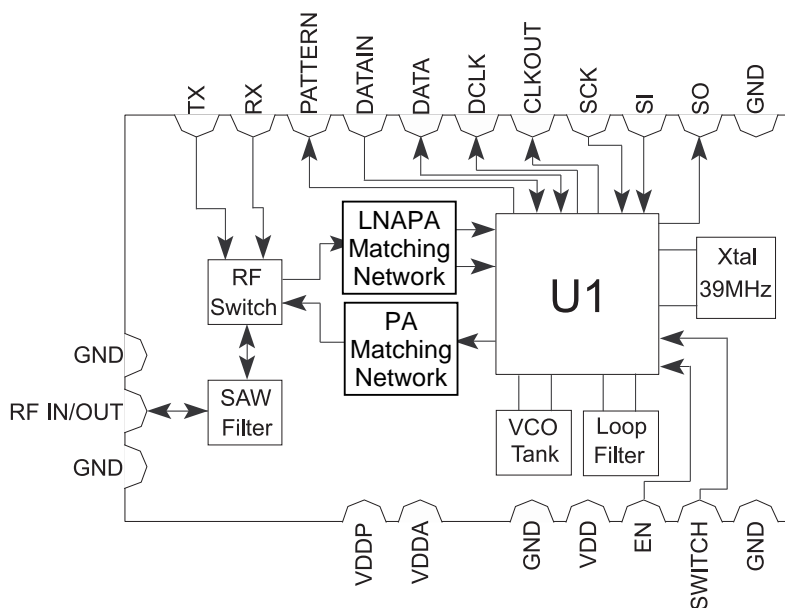 TX
RX
PATTERN
DATAIN
DATA
DCLK
CLKOUT
SCK
SI
SO
GND
LNAPA
Matching
Network
RF
Switch
PA
Matching
Network
U1
Xtal
39MHz
GND
RF IN/OUT
GND
SAW
Filter
VCO
Tank
Loop
Filter
VDDP
VDDA
GND
VDD
EN
SWITCH
GND